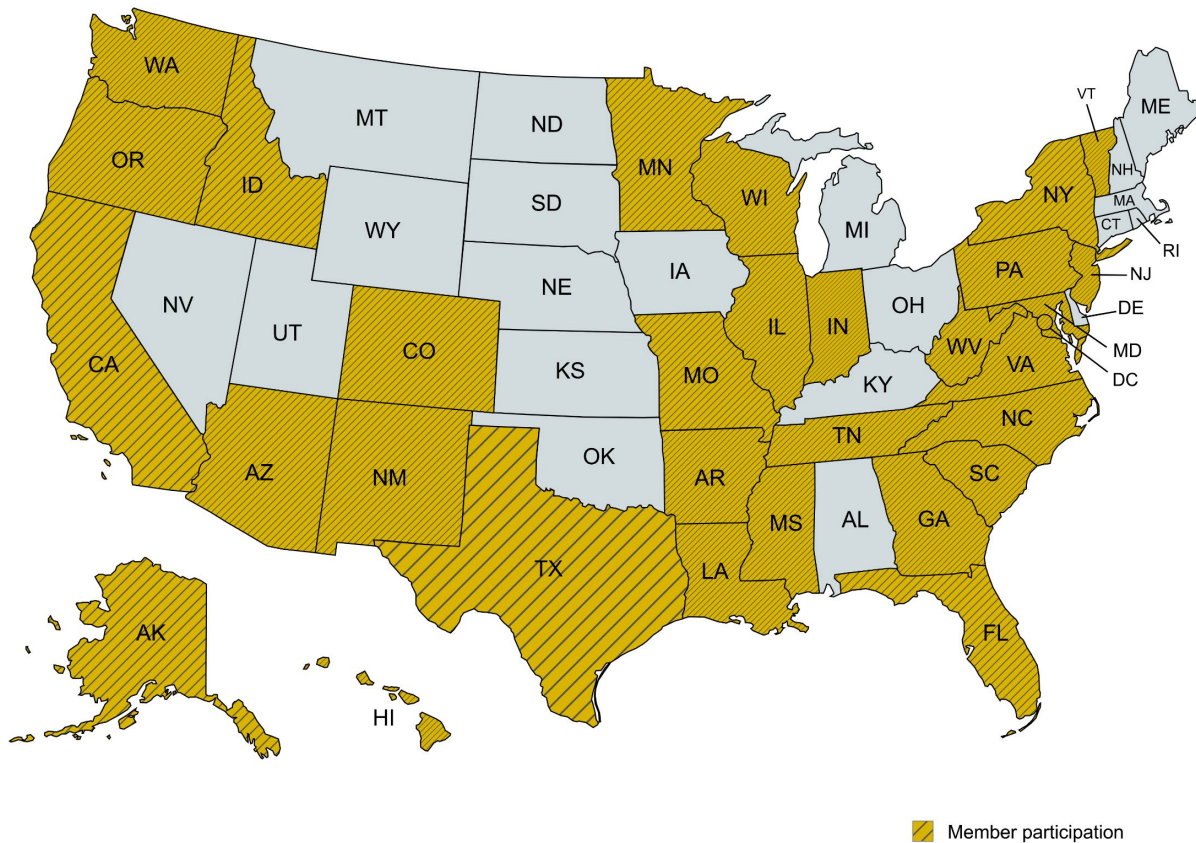 WA
MT
ND
MN
VT
ME
OR
ID
SD
WI
NY
NH
MA
CT
RI
WY
MI
IA
PA
NJ
NE
NV
UT
CO
IL
IN
OH
DE
CA
KS
MO
WV
VA
MD
DC
KY
AZ
NM
OK
AR
TN
NC
SC
MS
AL
GA
TX
LA
FL
AK
HI
Member participation